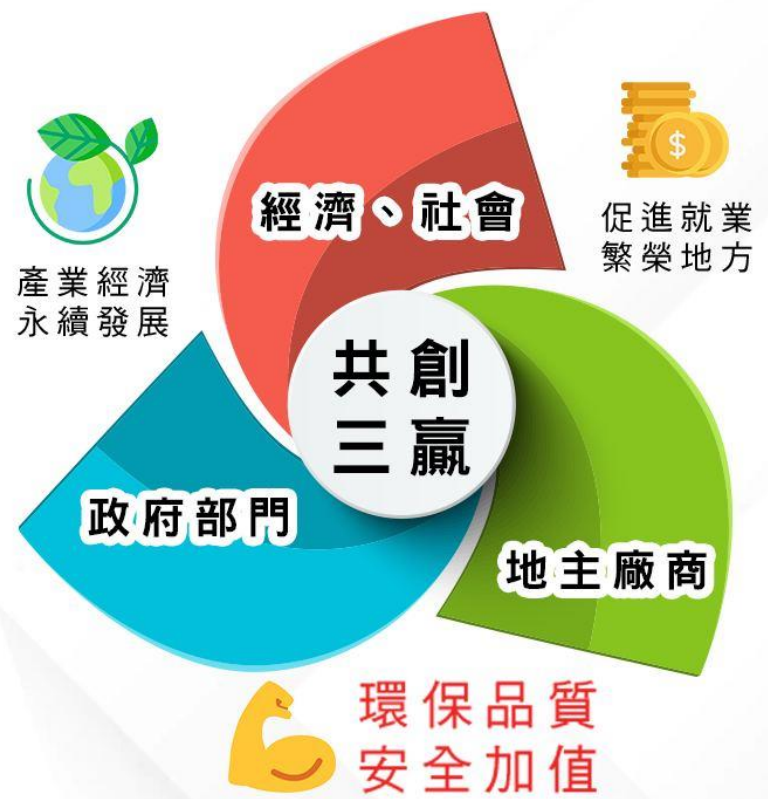 經濟、社會
促進就業
繁榮地方
產業經濟
永續發展
共創
三贏
政府部門
地主廠商
環保品質
安全加值
$